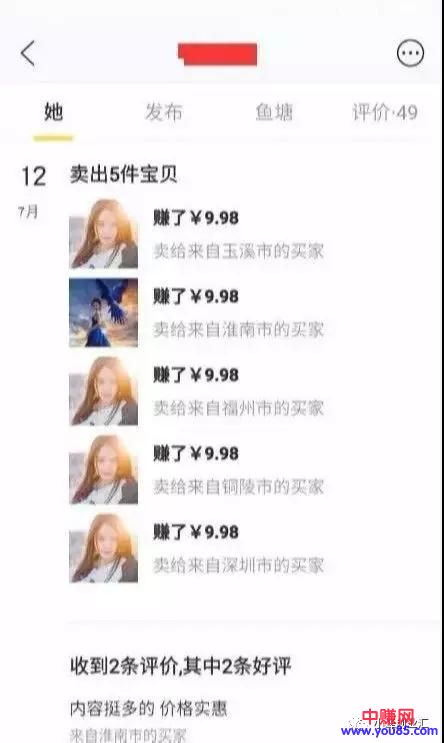 她 发布 鱼塘 评价·49
12
7月
卖出5件宝贝
赚了￥9.98
卖给来自玉溪市的买家
赚了￥9.98
卖给来自淮南市的买家
赚了￥9.98
卖给来自福州市的买家
赚了￥9.98
卖给来自铜陵市的买家
赚了￥9.98
卖给来自深圳市的买家
收到2条评价,其中2条好评
内容挺多的 价格实惠
来自淮南市的买家
中赚网
www.you85.com